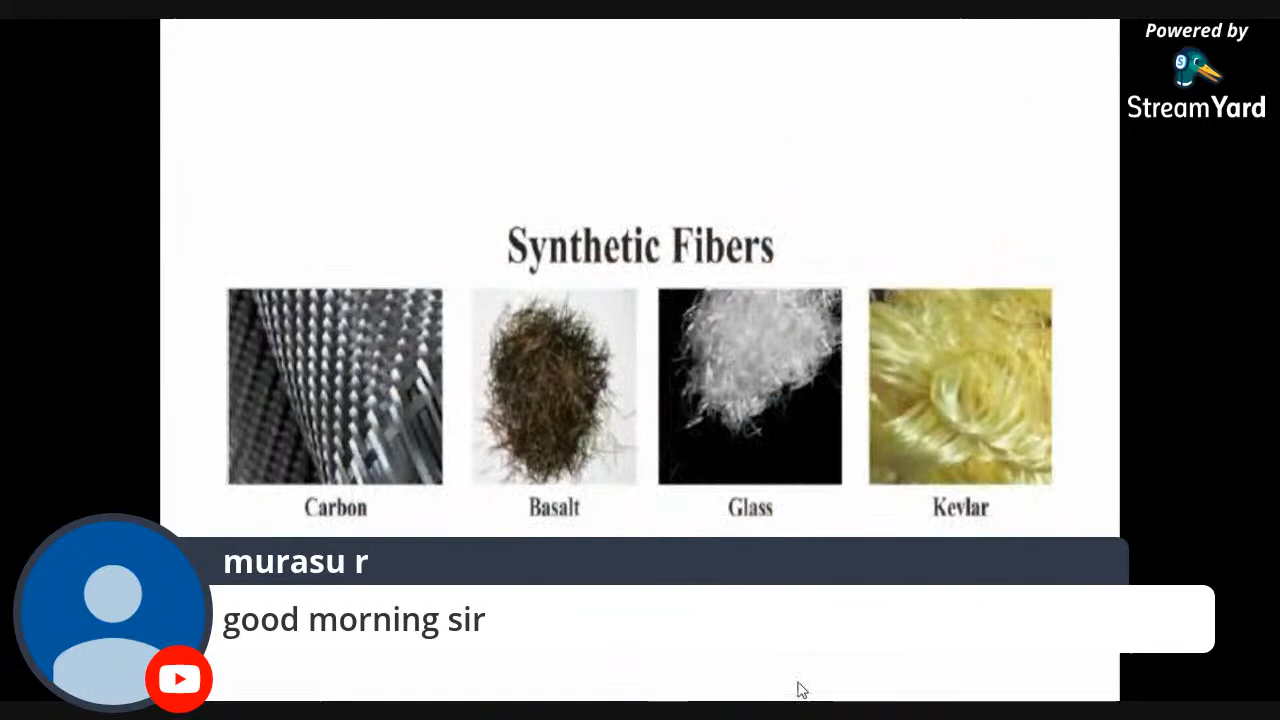 Powered by
StreamYard
Synthetic Fibers
Carbon
Basalt
Glass
Kevlar
murasu r
good morning sir